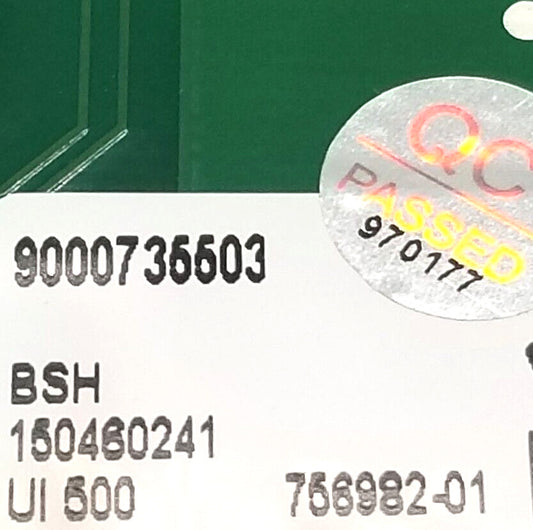 QC
PASSED
970177
9000735503
BSH
150460241
UI 500
756982-01